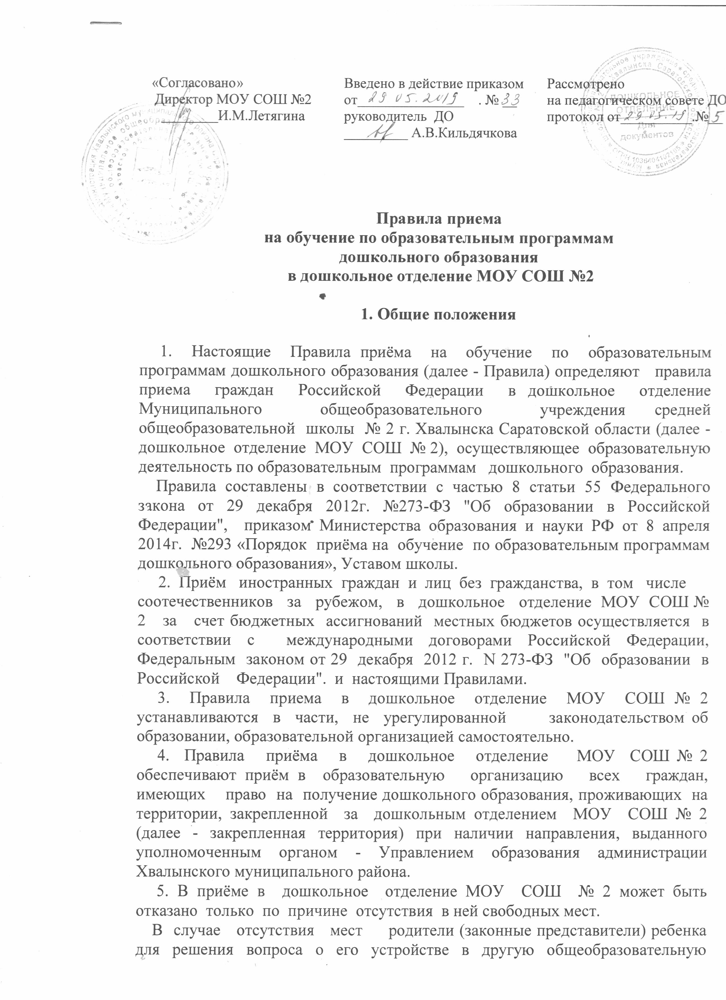 «Согласовано»
Директор МОУ СОШ №2
И.М.Летягина
Введено в действие приказом
от 29.05.2019 . № 33
руководитель ДО
А.В.Кильдячкова
Рассмотрено
на педагогическом совете ДО
протокол от 29.05.19 .№ 5
ДОШКОЛЬНОЕ
ОТДЕЛЕНИЕ
Для
документов
Правила приема
на обучение по образовательным программам
дошкольного образования
в дошкольное отделение МОУ СОШ №2
1. Общие положения
1. Настоящие Правила приёма на обучение по образовательным
программам дошкольного образования (далее - Правила) определяют правила
приема граждан Российской Федерации в дошкольное отделение
Муниципального общеобразовательного учреждения средней
общеобразовательной школы № 2 г. Хвалынска Саратовской области (далее -
дошкольное отделение МОУ СОШ № 2), осуществляющее образовательную
деятельность по образовательным программам дошкольного образования.
Правила составлены в соответствии с частью 8 статьи 55 Федерального
закона от 29 декабря 2012г. №273-ФЗ "Об образовании в Российской
Федерации", приказом Министерства образования и науки РФ от 8 апреля
2014г. №293 «Порядок приёма на обучение по образовательным программам
дошкольного образования», Уставом школы.
2. Приём иностранных граждан и лиц без гражданства, в том числе
соотечественников за рубежом, в дошкольное отделение МОУ СОШ №
2 за счет бюджетных ассигнований местных бюджетов осуществляется в
соответствии с международными договорами Российской Федерации,
Федеральным законом от 29 декабря 2012 г. N 273-ФЗ "Об образовании в
Российской Федерации". и настоящими Правилами.
3. Правила приема в дошкольное отделение МОУ СОШ № 2
устанавливаются в части, не урегулированной законодательством об
образовании, образовательной организацией самостоятельно.
4. Правила приёма в дошкольное отделение МОУ СОШ № 2
обеспечивают приём в образовательную организацию всех граждан,
имеющих право на получение дошкольного образования, проживающих на
территории, закрепленной за дошкольным отделением МОУ СОШ № 2
(далее - закрепленная территория) при наличии направления, выданного
уполномоченным органом - Управлением образования администрации
Хвалынского муниципального района.
5. В приёме в дошкольное отделение МОУ СОШ № 2 может быть
отказано только по причине отсутствия в ней свободных мест.
В случае отсутствия мест родители (законные представители) ребенка
для решения вопроса о его устройстве в другую общеобразовательную